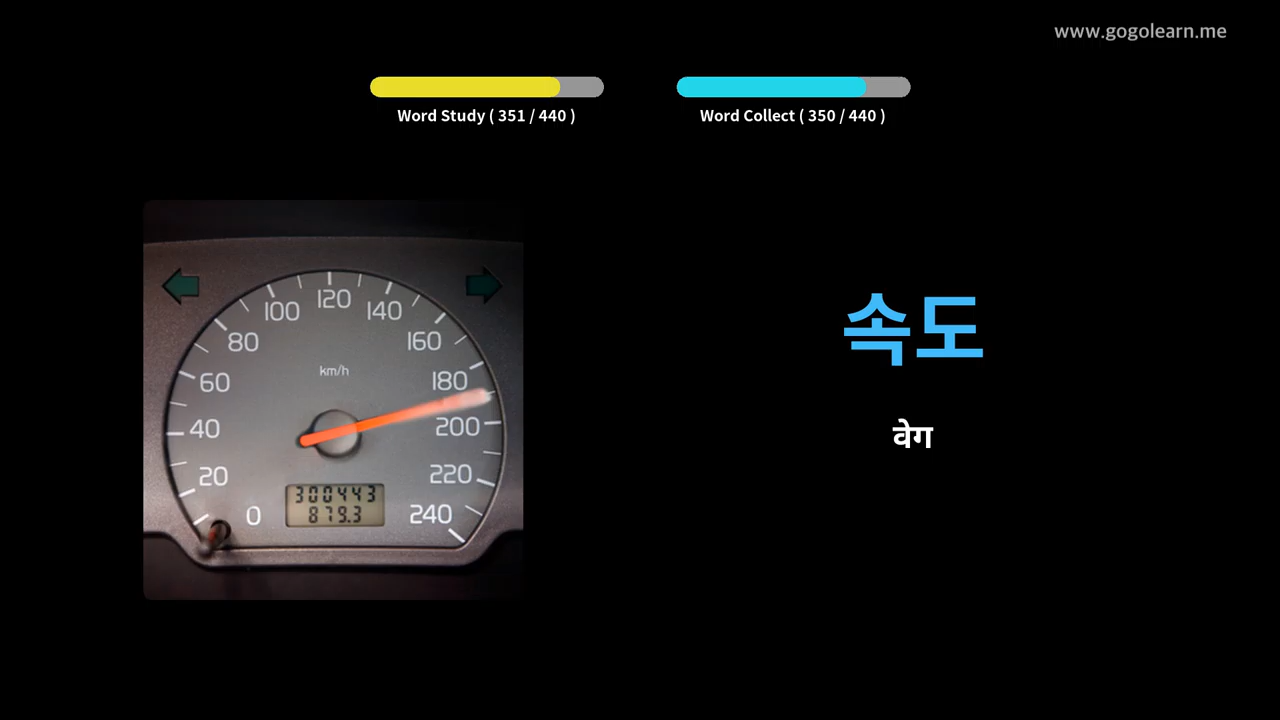 www.gogolearn.me
Word Study ( 351 / 440 )
Word Collect ( 350 / 440 )
120
100
140
80
160
km/h
60
180
40
200
20
220
300443
0
879.3
240
속도
वेग